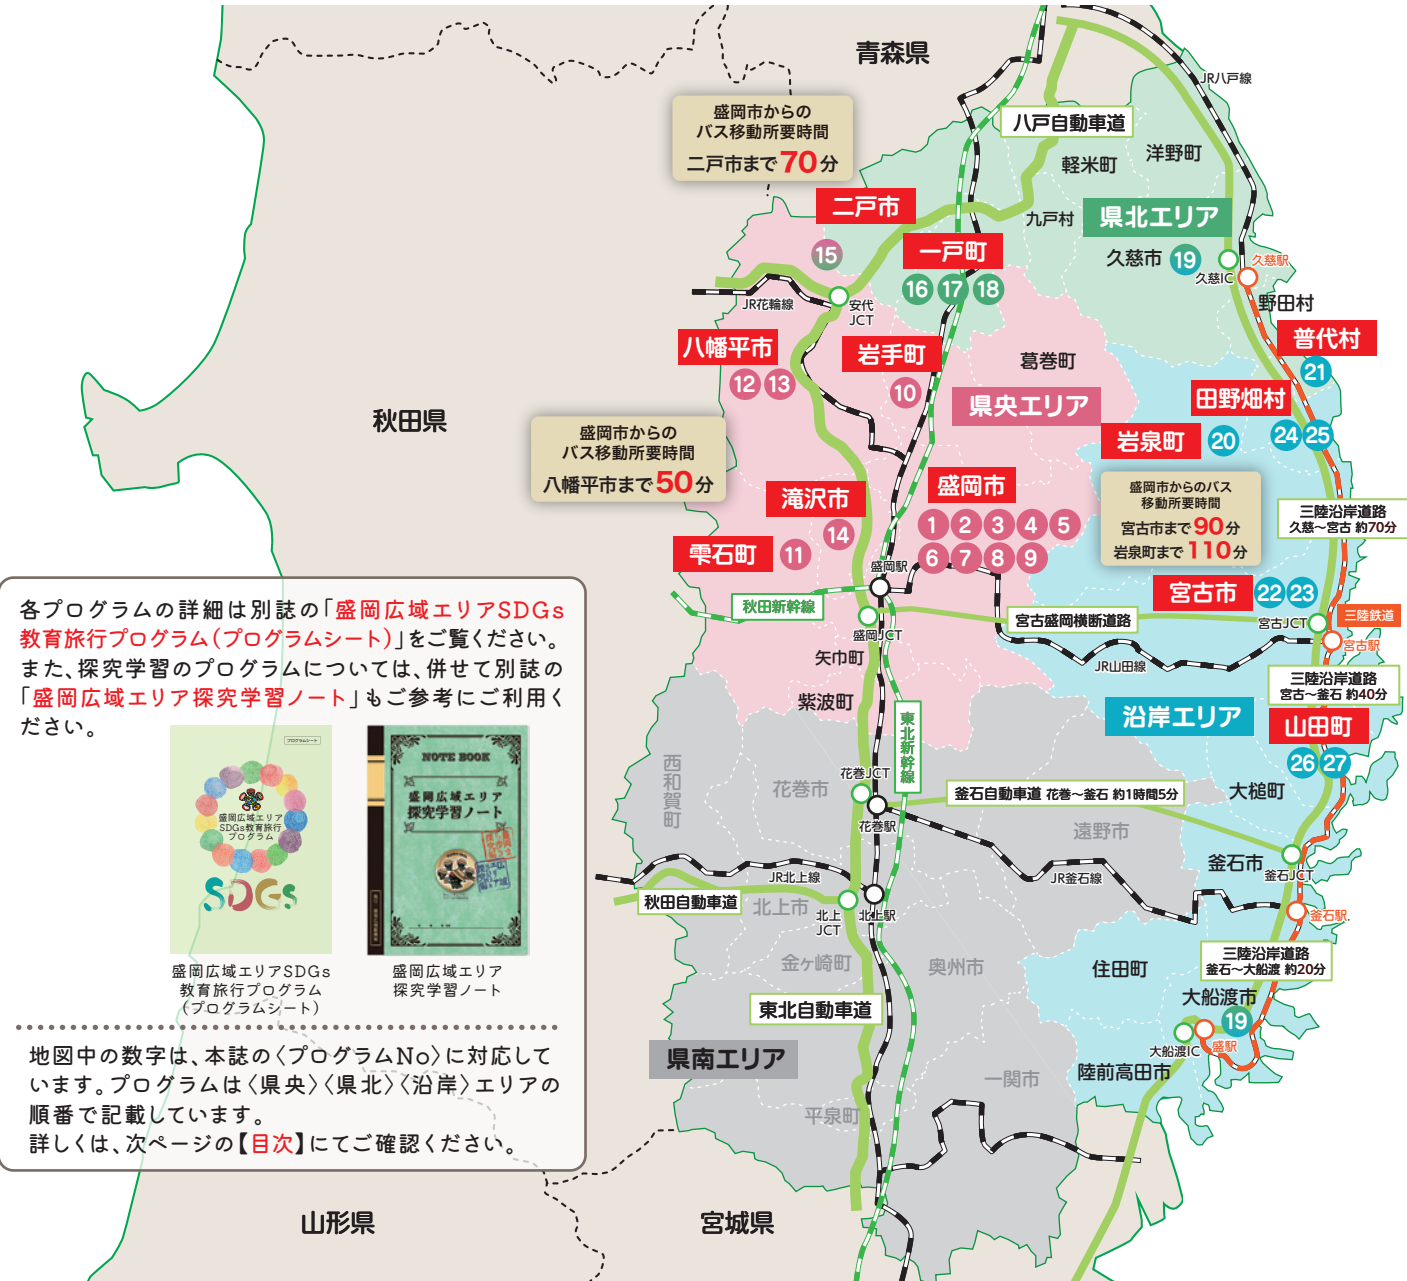 青森県
JR八戸線
盛岡市からの
バス移動所要時間
二戸市まで70分
八戸自動車道
軽米町
洋野町
二戸市
九戸村
県北エリア
一戸町
15
久慈市
19
久慈駅
久慈IC
16 17 18
野田村
JR花輪線
安代
JCT
普代村
八幡平市
岩手町
葛巻町
21
12 13
10
県央エリア
田野畑村
秋田県
岩泉町
20
24 25
盛岡市からの
バス移動所要時間
八幡平市まで50分
滝沢市
盛岡市
盛岡市からのバス
移動所要時間
宮古市まで90分
岩泉町まで110分
三陸沿岸道路
久慈〜宮古 約70分
14
1 2 3 4 5
雫石町
11
6 7 8 9
盛岡駅
宮古市
22 23
秋田新幹線
宮古盛岡横断道路
宮古JCT
三陸鉄道
盛岡JCT
宮古駅
矢巾町
JR山田線
三陸沿岸道路
宮古〜釜石 約40分
紫波町
沿岸エリア
山田町
東北新幹線
26 27
西和賀町
花巻市
花巻JCT
釜石自動車道 花巻〜釜石 約1時間5分
大槌町
花巻駅
遠野市
釜石市
釜石JCT
JR北上線
JR釜石線
秋田自動車道
北上市
北上
JCT
北上駅
釜石駅
金ヶ崎町
奥州市
住田町
三陸沿岸道路
釜石〜大船渡 約20分
大船渡市
19
東北自動車道
大船渡IC
盛駅
県南エリア
陸前高田市
一関市
平泉町
山形県
宮城県
各プログラムの詳細は別誌の「盛岡広域エリアSDGs
教育旅行プログラム(プログラムシート)」をご覧ください。
また、探究学習のプログラムについては、併せて別誌の
「盛岡広域エリア探究学習ノート」もご参考にご利用く
ださい。
プログラムシート
盛岡広域エリア
SDGs教育旅行
プログラム
SDGs
NOTE BOOK
盛岡広域エリア
探究学習ノート
盛岡広域エリアSDGs
教育旅行プログラム
(プログラムシート)
盛岡広域エリア
探究学習ノート
地図中の数字は、本誌の〈プログラムNo〉に対応して
います。プログラムは〈県央〉〈県北〉〈沿岸〉エリアの
順番で記載しています。
詳しくは、次ページの【目次】にてご確認ください。